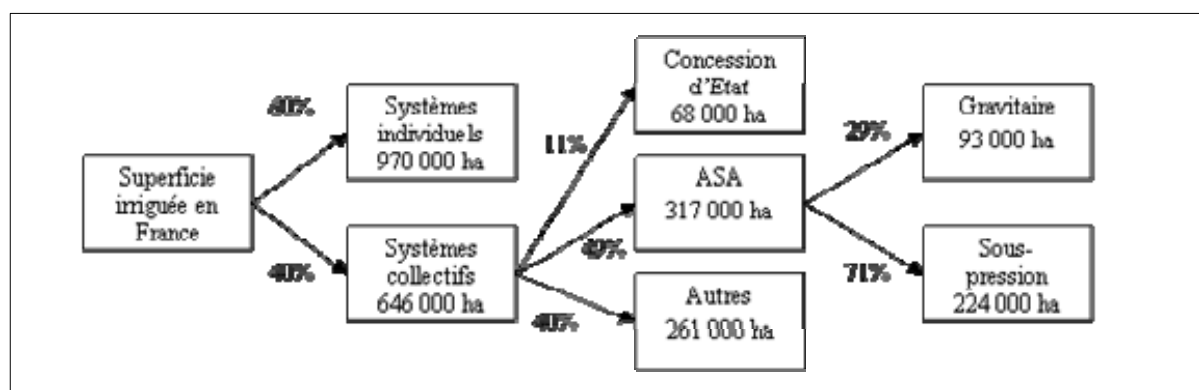 Superficie
irriguée en
France
60%
40%
Systèmes
individuels
970 000 ha
Systèmes
collectifs
646 000 ha
11%
49%
40%
Concession
d'Etat
68 000 ha
ASA
317 000 ha
Autres
261 000 ha
29%
71%
Gravitaire
93 000 ha
Sous-
pression
224 000 ha